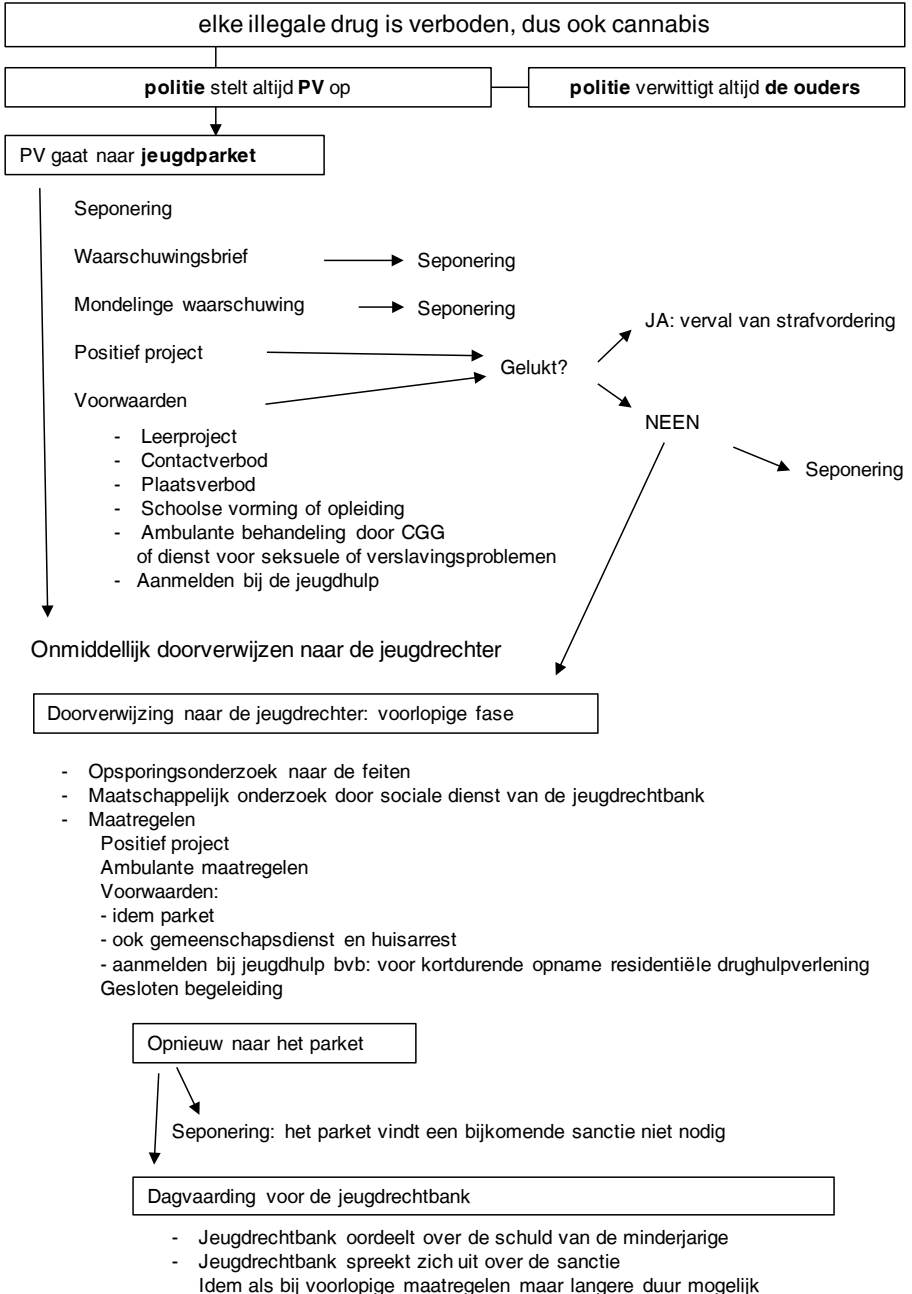 elke illegale drug is verboden, dus ook cannabis
politie stelt altijd PV op
politie verwittigt altijd de ouders
PV gaat naar jeugdparket
Seponering
Waarschuwingsbrief
Seponering
Mondelinge waarschuwing
Seponering
JA: verval van strafvordering
Positief project
Gelukt?
Voorwaarden
NEEN
- Leerproject
- Contactverbod
- Plaatsverbod
- Schoolse vorming of opleiding
- Ambulante behandeling door CGG
of dienst voor seksuele of verslavingsproblemen
- Aanmelden bij de jeugdhulp
Seponering
Onmiddellijk doorverwijzen naar de jeugdrechter
Doorverwijzing naar de jeugdrechter: voorlopige fase
- Opsporingsonderzoek naar de feiten
- Maatschappelijk onderzoek door sociale dienst van de jeugdrechtbank
- Maatregelen
Positief project
Ambulante maatregelen
Voorwaarden:
- idem parket
- ook gemeenschapsdienst en huisarrest
- aanmelden bij jeugdhulp bvb: voor kortdurende opname residentiële drughulpverlening
Gesloten begeleiding
Opnieuw naar het parket
Seponering: het parket vindt een bijkomende sanctie niet nodig
Dagvaarding voor de jeugdrechtbank
- Jeugdrechtbank oordeelt over de schuld van de minderjarige
- Jeugdrechtbank spreekt zich uit over de sanctie
Idem als bij voorlopige maatregelen maar langere duur mogelijk